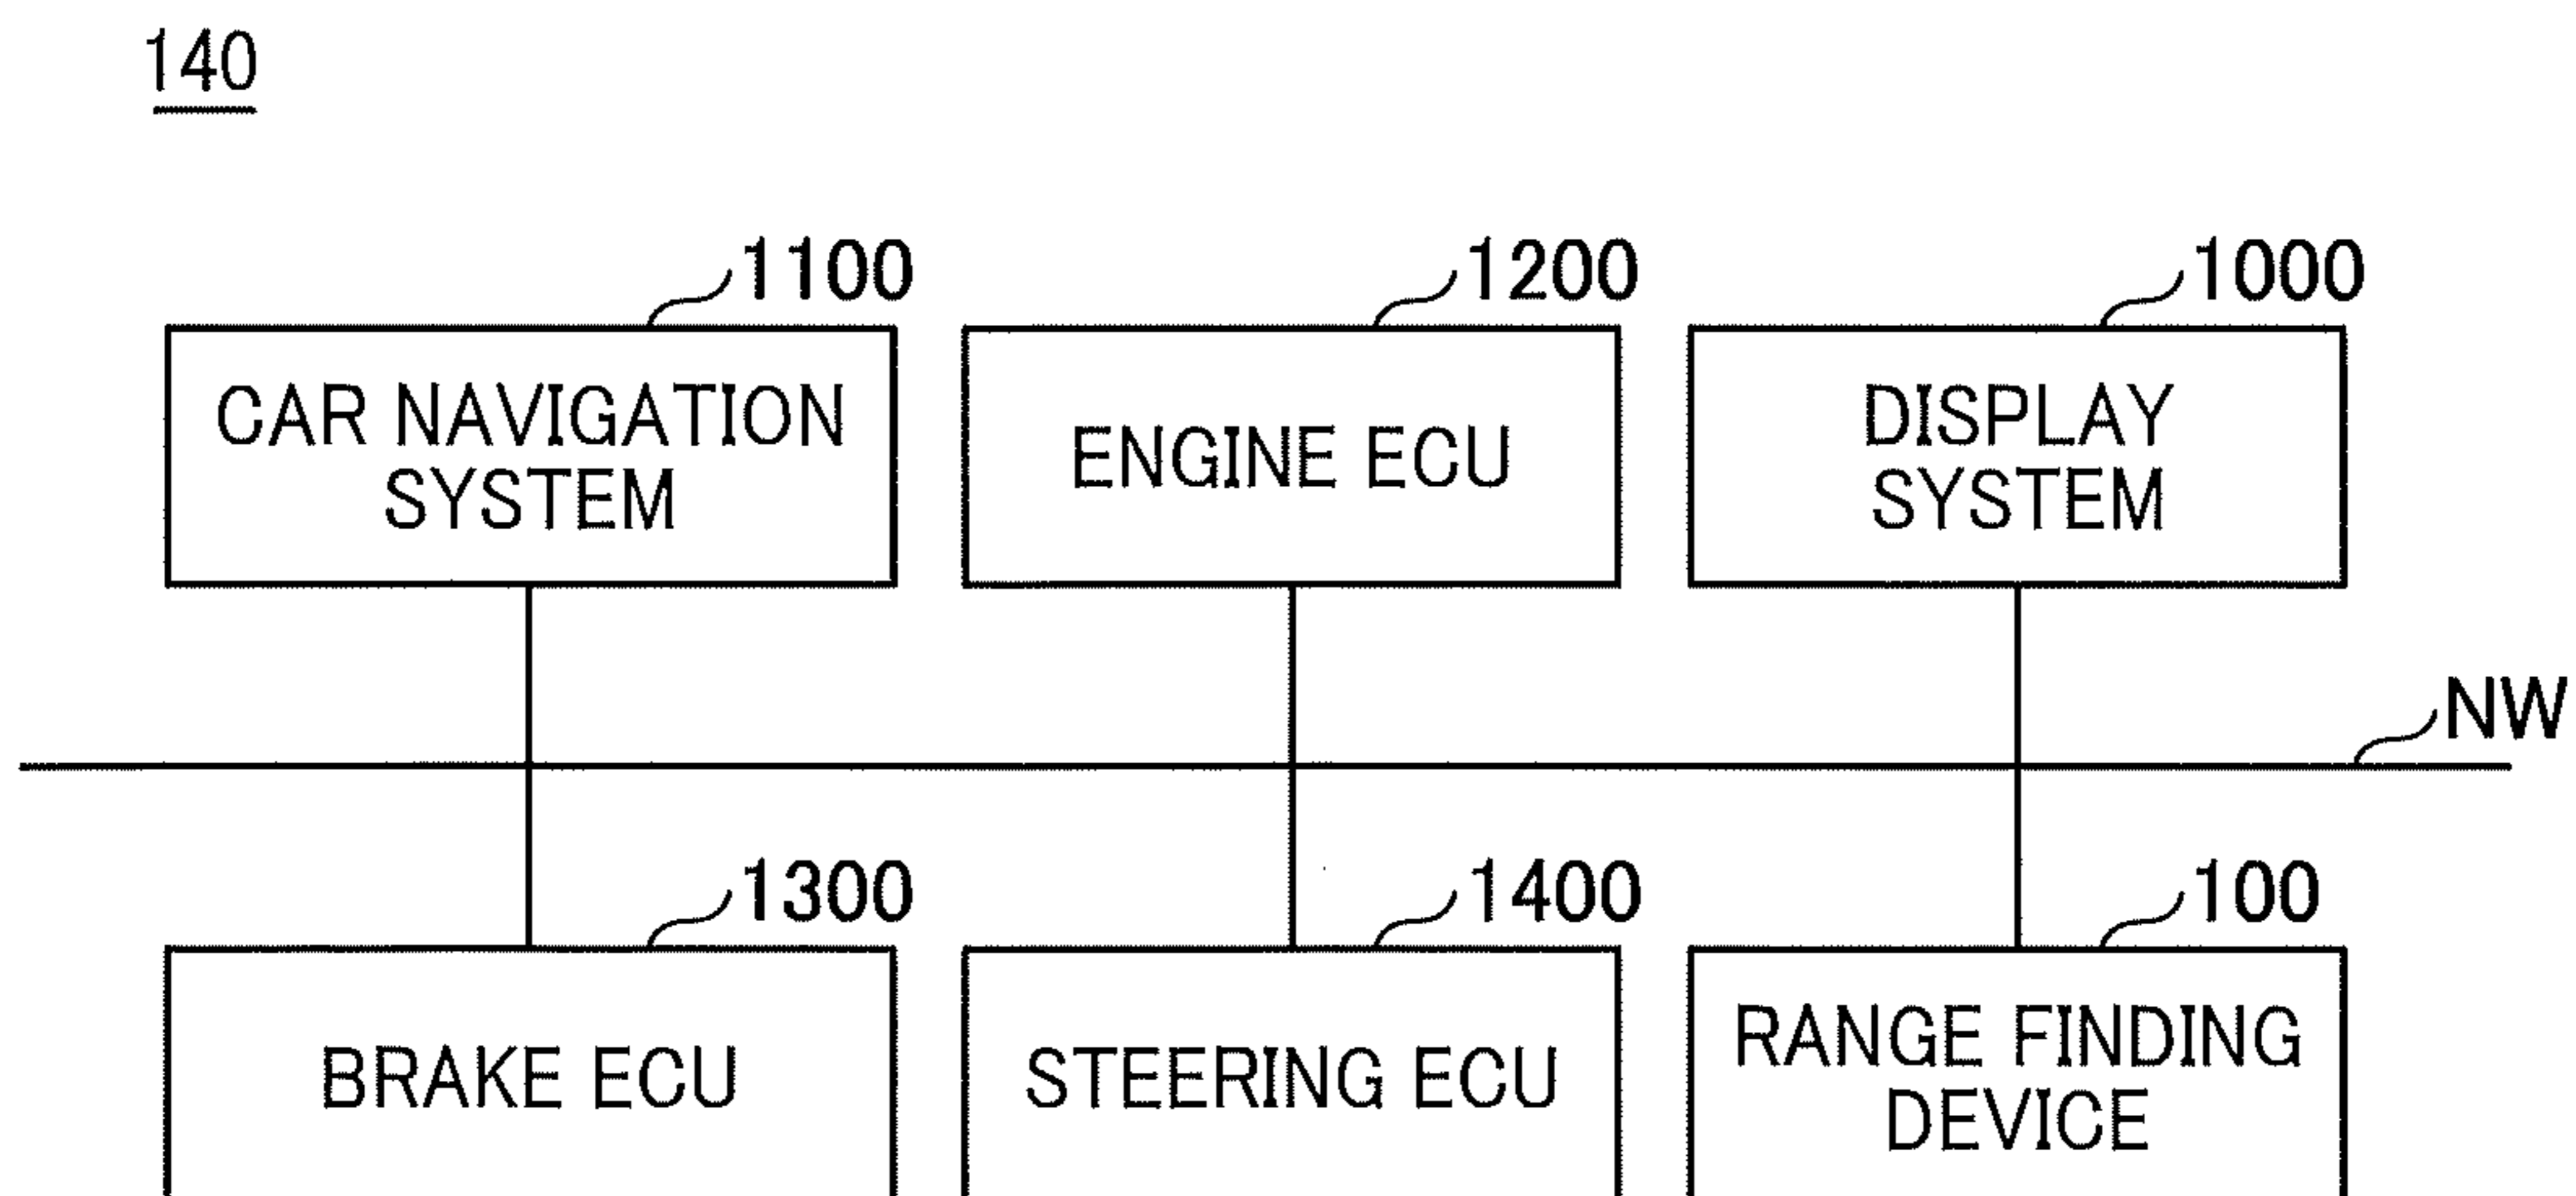 140
1100
1200
1000
CAR NAVIGATION
SYSTEM
ENGINE ECU
DISPLAY
SYSTEM
NW
1300
1400
100
BRAKE ECU
STEERING ECU
RANGE FINDING
DEVICE